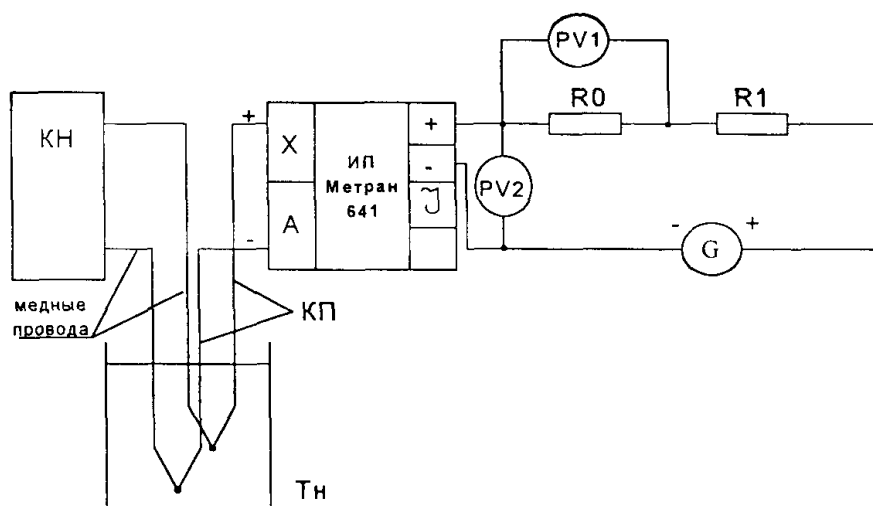 PV1
R0
R1
КН
+
X
ИП
Метран
641
+
-
PV2
A
-
-
G
+
медные
провода
КП
Тн